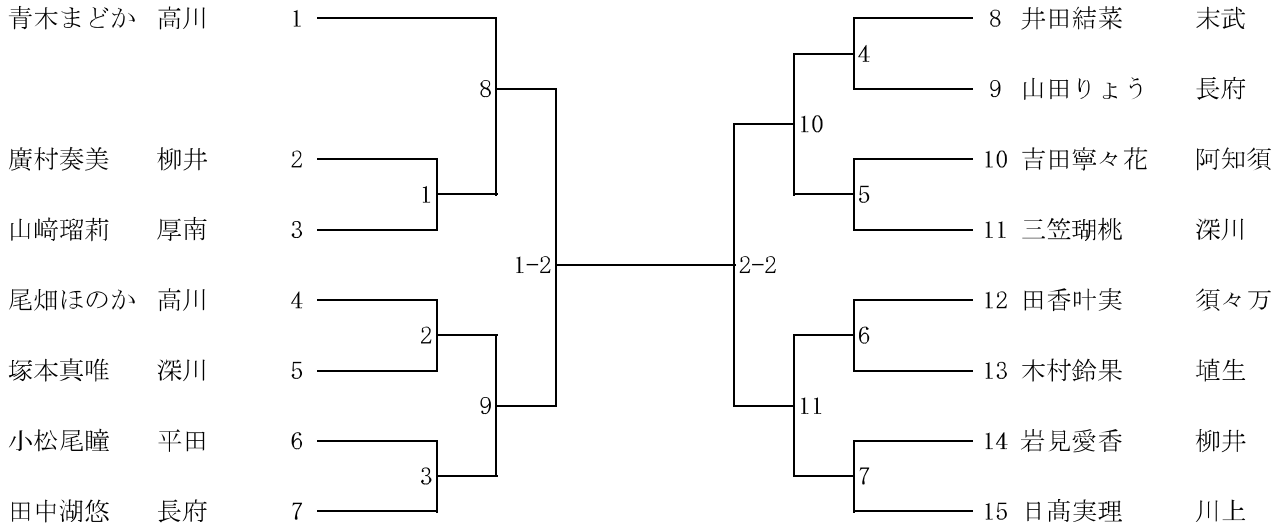 青木まどか 高川 1
8 井田結菜 末武
4
8
9 山田りょう 長府
10
廣村奏美 柳井 2
10 吉田寧々花 阿知須
1
5
山﨑瑠莉 厚南 3
11 三笠瑚桃 深川
1-2
2-2
尾畑ほのか 高川 4
12 田香叶実 須々万
2
6
塚本真唯 深川 5
13 木村鈴果 埴生
9
11
小松尾瞳 平田 6
14 岩見愛香 柳井
3
7
田中湖悠 長府 7
15 日髙実理 川上